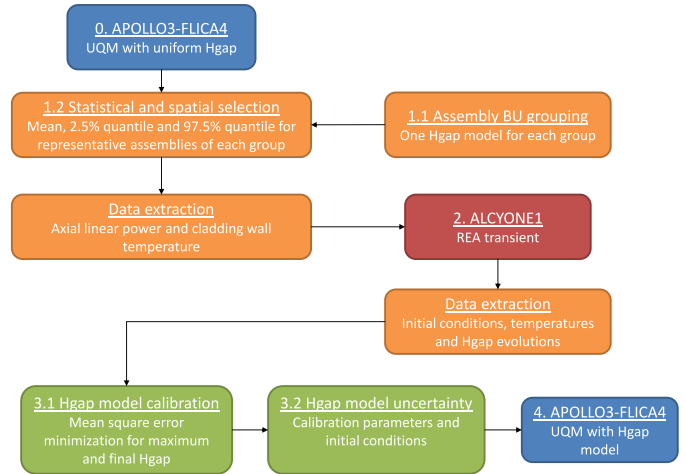 0. APOLLO3-FLICA4
UQM with uniform Hgap
1.2 Statistical and spatial selection
Mean, 2.5% quantile and 97.5% quantile for
representative assemblies of each group
1.1 Assembly BU grouping
One Hgap model for each group
Data extraction
Axial linear power and cladding wall
temperature
2. ALCYONE1
REA transient
Data extraction
Initial conditions, temperatures
and Hgap evolutions
3.1 Hgap model calibration
Mean square error
minimization for maximum
and final Hgap
3.2 Hgap model uncertainty
Calibration parameters and
initial conditions
4. APOLLO3-FLICA4
UQM with Hgap
model